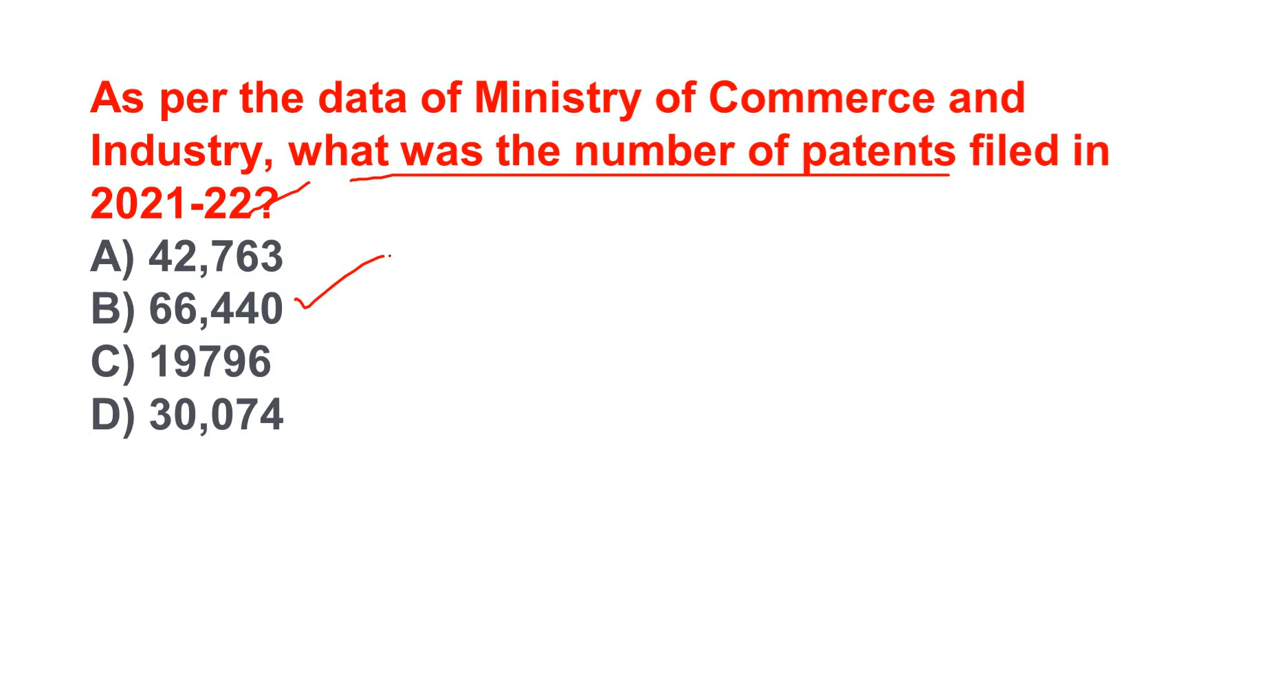 As per the data of Ministry of Commerce and
Industry, what was the number of patents filed in
2021-22?
A) 42,763
B) 66,440
C) 19796
D) 30,074